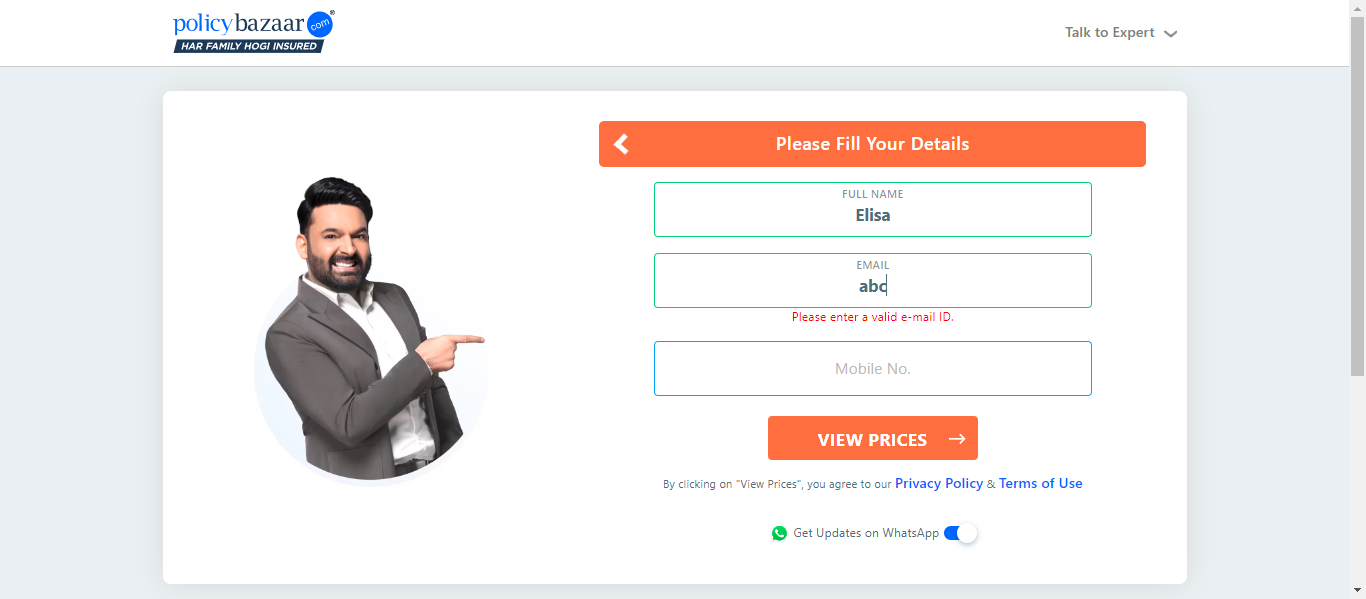 policybazaar.com®
HAR FAMILY HOGI INSURED
Talk to Expert
Please Fill Your Details
FULL NAME
Elisa
EMAIL
abc
Please enter a valid e-mail ID.
Mobile No.
VIEW PRICES →
By clicking on "View Prices", you agree to our Privacy Policy & Terms of Use
Get Updates on WhatsApp